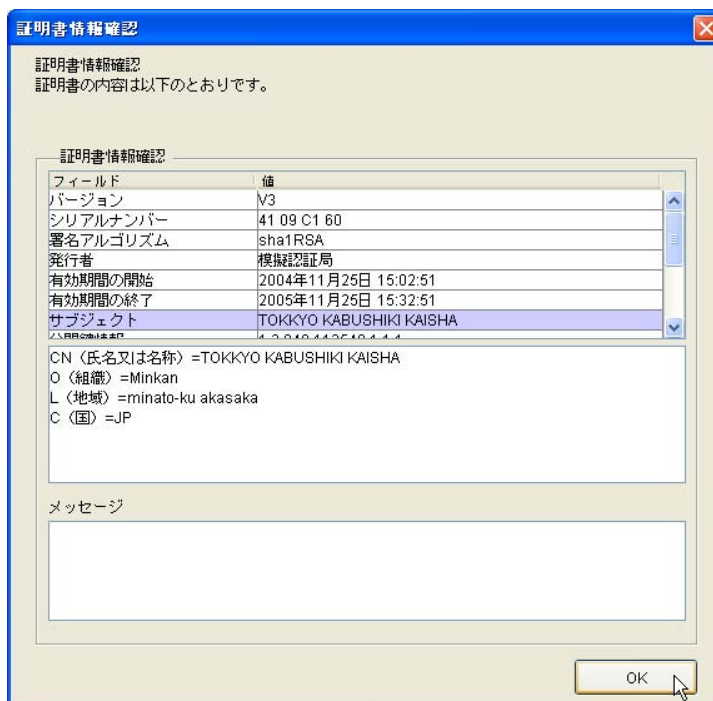 証明書情報確認
証明書情報確認
証明書の内容は以下のとおりです。
証明書情報確認
フィールド 値
バージョン V3
シリアルナンバー 41 09 C1 60
署名アルゴリズム sha1RSA
発行者 模擬認証局
有効期間の開始 2004年11月25日 15:02:51
有効期間の終了 2005年11月25日 15:32:51
サブジェクト TOKKYO KABUSHIKI KAISHA
CN（氏名又は名称）=TOKKYO KABUSHIKI KAISHA
O（組織）=Minkan
L（地域）=minato-ku akasaka
C（国）=JP
メッセージ
OK